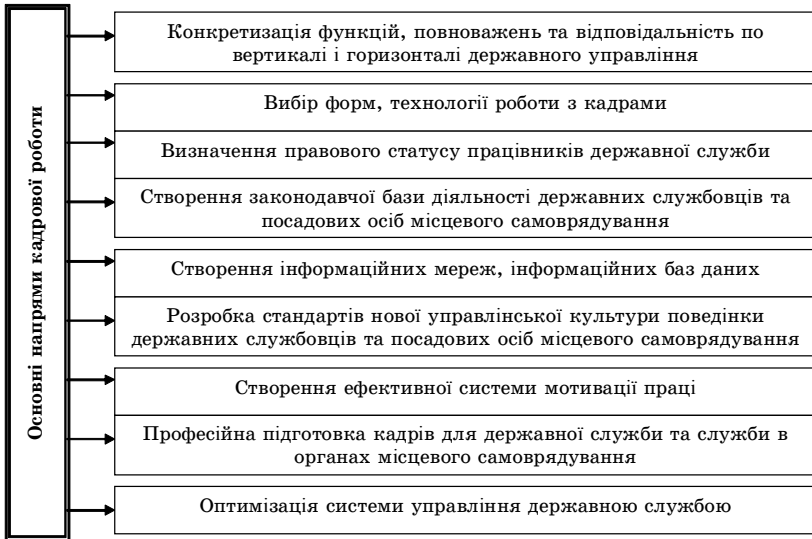 Основні напрями кадрової роботи
Конкретизація функцій, повноважень та відповідальність по
вертикалі і горизонталі державного управління
Вибір форм, технології роботи з кадрами
Визначення правового статусу працівників державної служби
Створення законодавчої бази діяльності державних службовців та
посадових осіб місцевого самоврядування
Створення інформаційних мереж, інформаційних баз даних
Розробка стандартів нової управлінської культури поведінки
державних службовців та посадових осіб місцевого самоврядування
Створення ефективної системи мотивації праці
Професійна підготовка кадрів для державної служби та служби в
органах місцевого самоврядування
Оптимізація системи управління державною службою